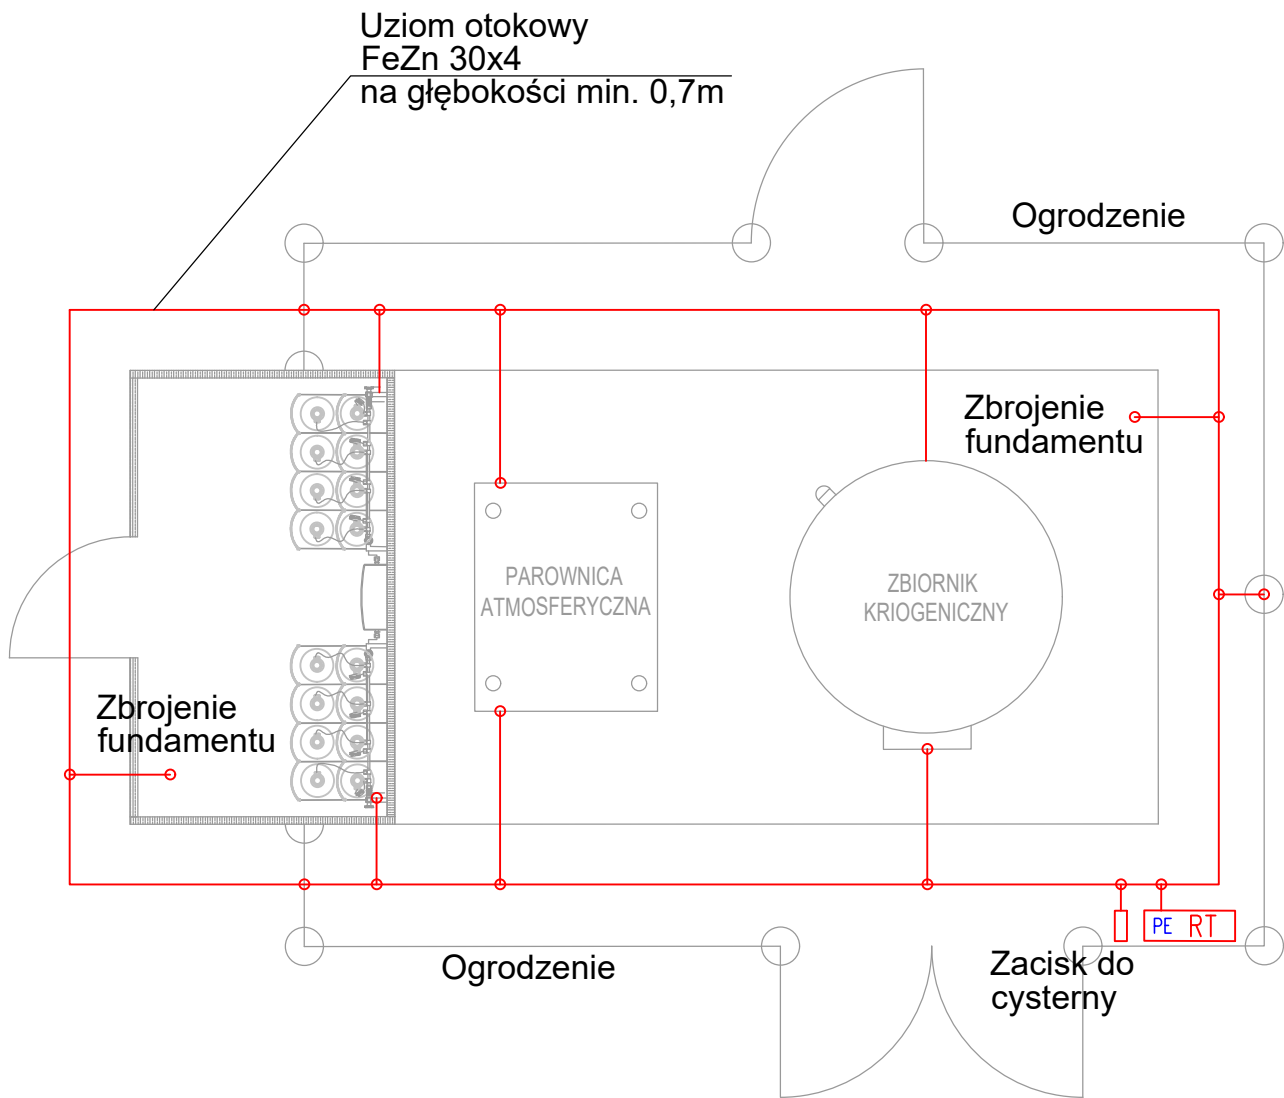 Uziom otokowy
FeZn 30x4
na głębokości min. 0,7m
Ogrodzenie
Zbrojenie
fundamentu
PAROWNICA
ATMOSFERYCZNA
ZBIORNIK
KRIOGENICZNY
Zbrojenie
fundamentu
PE RT
Ogrodzenie
Zacisk do
cysterny